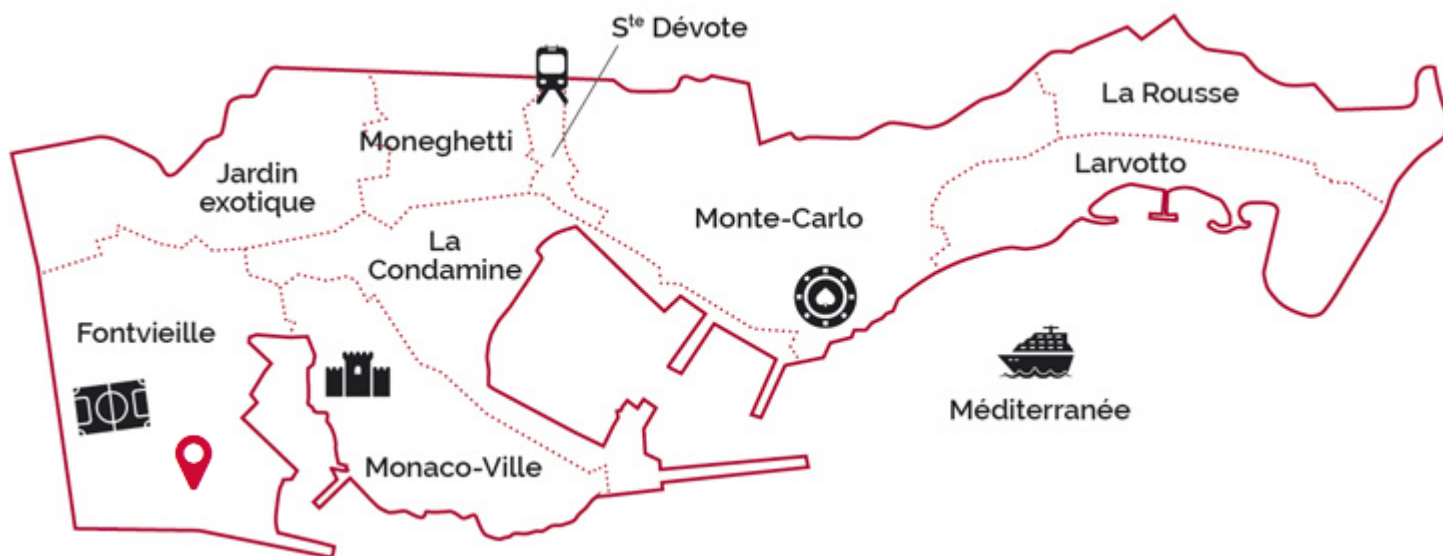 Sᵗᵉ Dévote
La Rousse
Moneghetti
Larvotto
Jardin
exotique
Monte-Carlo
La
Condamine
Fontvieille
Méditerranée
Monaco-Ville